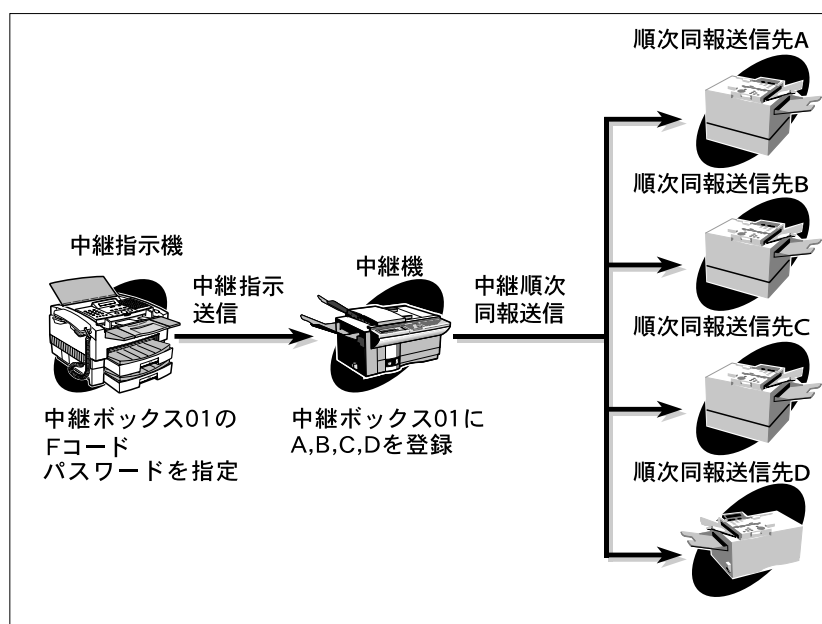 順次同報送信先A
順次同報送信先B
中継指示機
中継指示
送信
中継機
中継順次
同報送信
順次同報送信先C
中継ボックス01の
Fコード
パスワードを指定
中継ボックス01に
A,B,C,Dを登録
順次同報送信先D